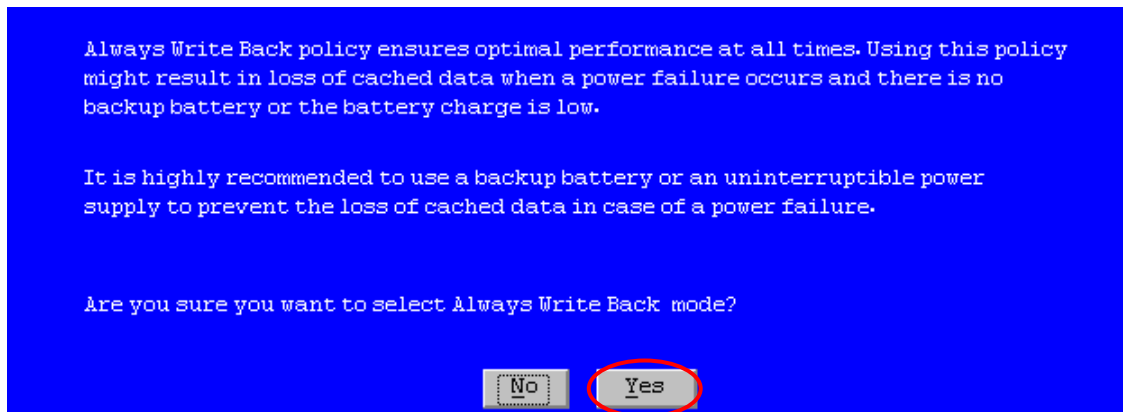 Always Write Back policy ensures optimal performance at all times. Using this policy
might result in loss of cached data when a power failure occurs and there is no
backup battery or the battery charge is low.
It is highly recommended to use a backup battery or an uninterruptible power
supply to prevent the loss of cached data in case of a power failure.
Are you sure you want to select Always Write Back mode?
No Yes